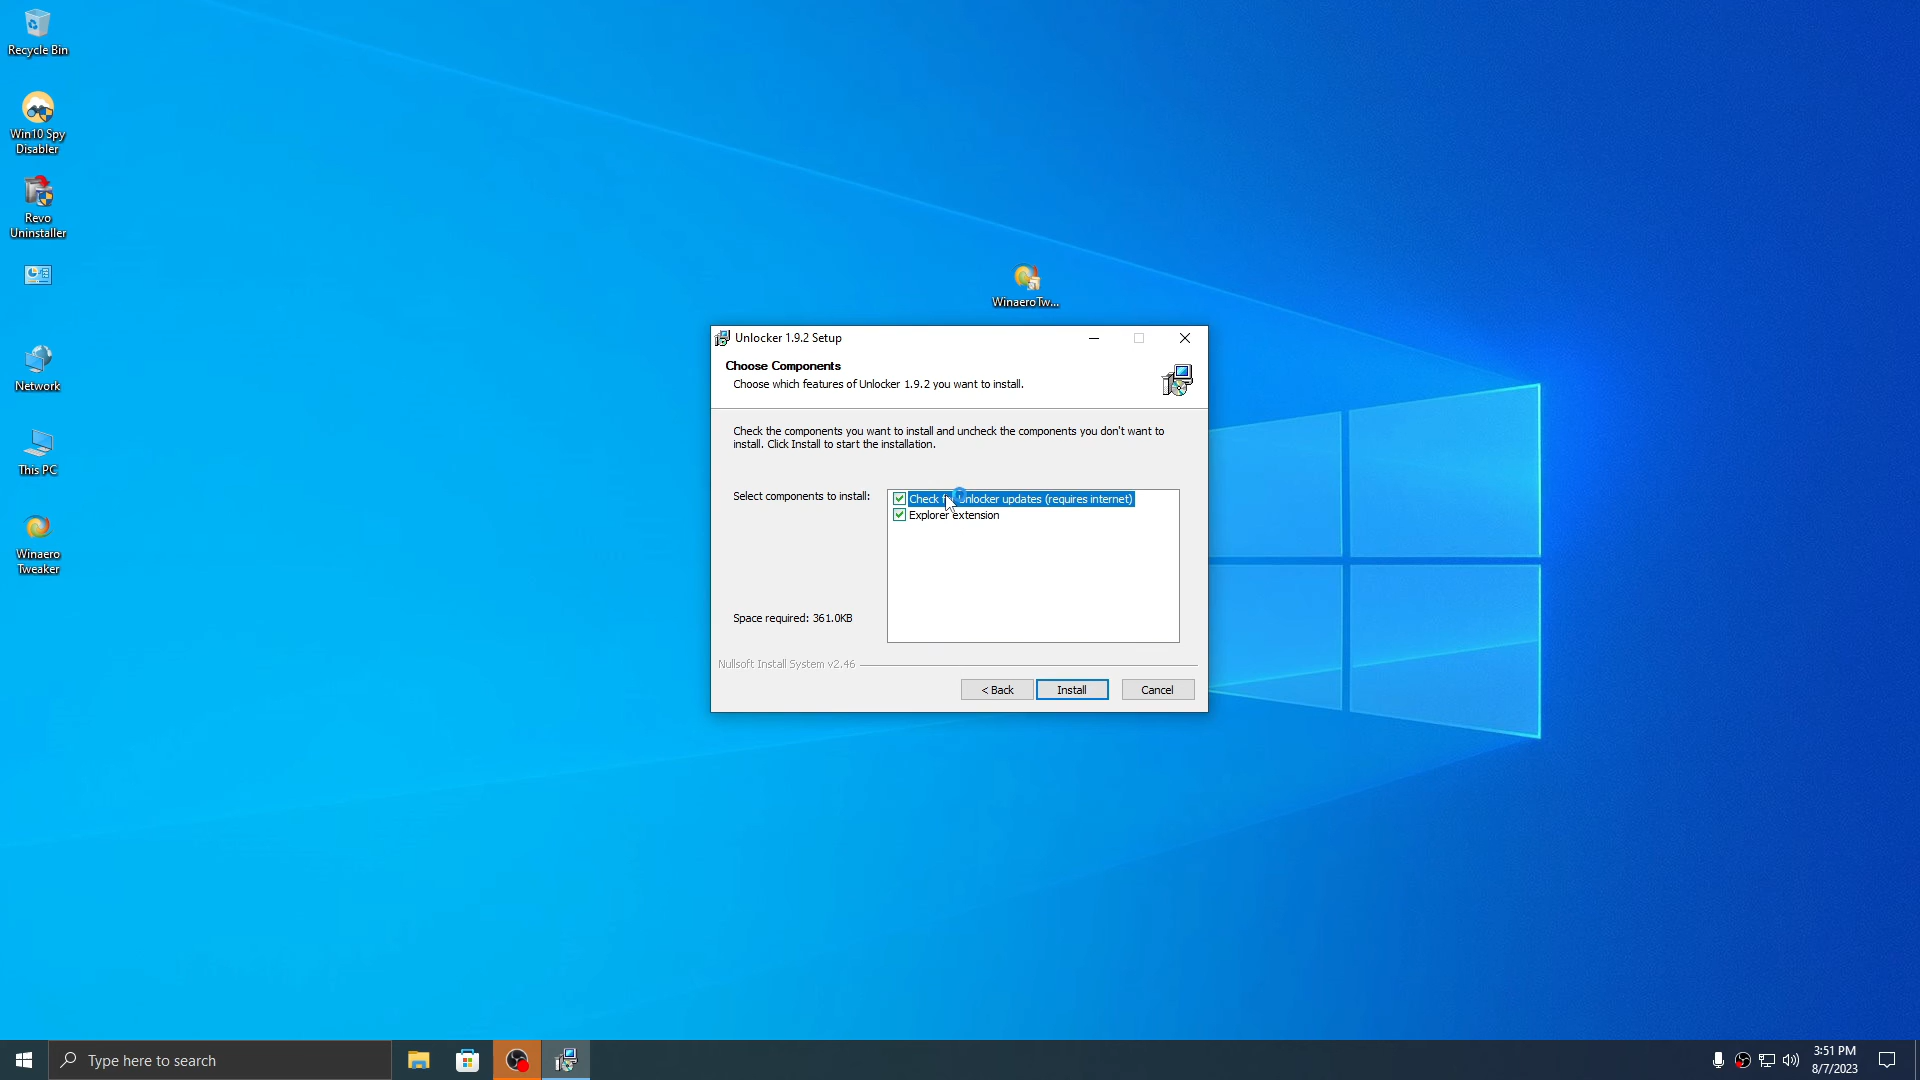 Recycle Bin
Win10 Spy
Disabler
Revo
Uninstaller
Network
This PC
Winaero
Tweaker
WinaeroTw...
Unlocker 1.9.2 Setup
Choose Components
Choose which features of Unlocker 1.9.2 you want to install.
Check the components you want to install and uncheck the components you don't want to
install. Click Install to start the installation.
Select components to install:
Check Unlocker updates (requires internet)
Explorer extension
Space required: 361.0KB
Nullsoft Install System v2.46
< Back
Install
Cancel
Type here to search
3:51 PM
8/7/2023